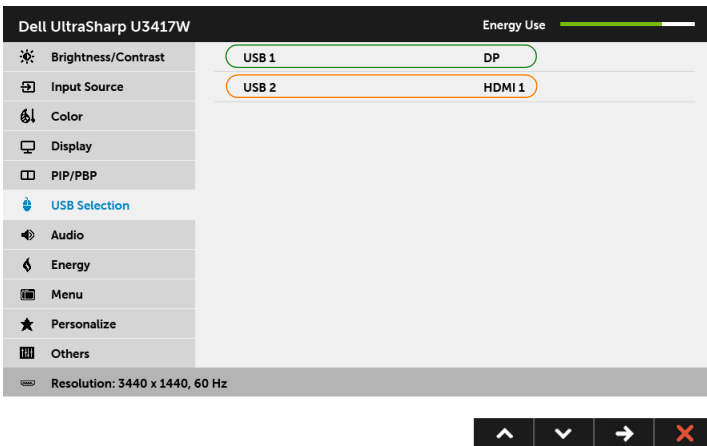 Dell UltraSharp U3417W Energy Use
Brightness/Contrast USB 1 DP
Input Source USB 2 HDMI 1
Color
Display
PIP/PBP
USB Selection
Audio
Energy
Menu
Personalize
Others
Resolution: 3440 x 1440, 60 Hz